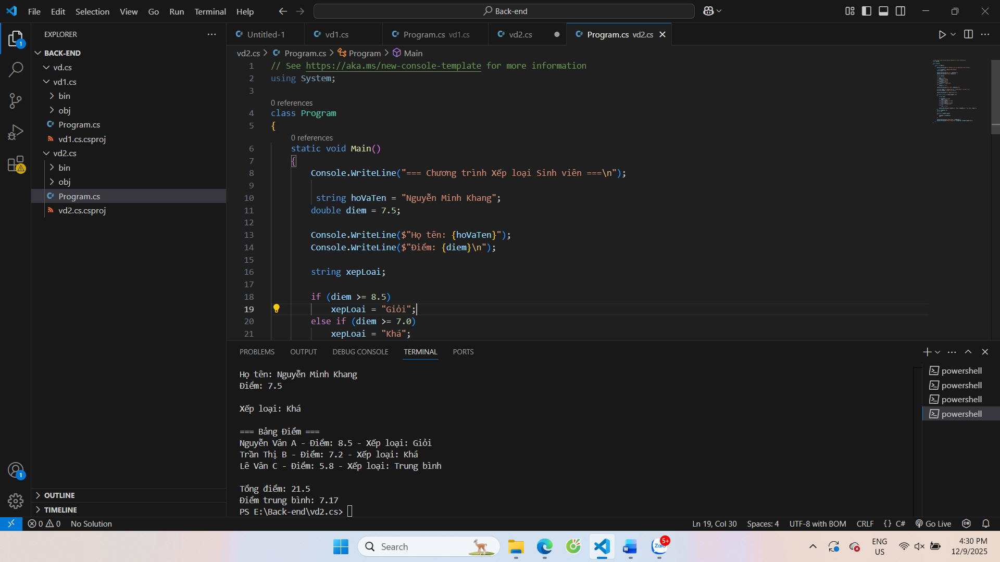 File Edit Selection View Go Run Terminal Help
Back-end
EXPLORER
BACK-END
vd.cs
vd1.cs
bin
obj
Program.cs
vd1.cs.csproj
vd2.cs
bin
obj
Program.cs
vd2.cs.csproj
OUTLINE
TIMELINE
Untitled-1
vd1.cs
Program.cs vd1.cs
vd2.cs
Program.cs vd2.cs
vd2.cs > Program.cs > Program > Main
1 // See https://aka.ms/new-console-template for more information
2 using System;
3
0 references
4 class Program
5 {
0 references
6 static void Main()
7 {
8 Console.WriteLine("=== Chương trình Xếp loại Sinh viên ===\n");
9
10 string hoVaTen = "Nguyễn Minh Khang";
11 double diem = 7.5;
12
13 Console.WriteLine($"Họ tên: {hoVaTen}");
14 Console.WriteLine($"Điểm: {diem}\n");
15
16 string xepLoai;
17
18 if (diem >= 8.5)
19 xepLoai = "Giỏi";
20 else if (diem >= 7.0)
21 xepLoai = "Khá";
PROBLEMS OUTPUT DEBUG CONSOLE TERMINAL PORTS
Họ tên: Nguyễn Minh Khang
Điểm: 7.5
Xếp loại: Khá
=== Bảng Điểm ===
Nguyễn Văn A - Điểm: 8.5 - Xếp loại: Giỏi
Trần Thị B - Điểm: 7.2 - Xếp loại: Khá
Lê Văn C - Điểm: 5.8 - Xếp loại: Trung bình
Tổng điểm: 21.5
Điểm trung bình: 7.17
PS E:\Back-end\vd2.cs>
powershell
powershell
powershell
powershell
0 0 No Solution
Ln 19, Col 30 Spaces: 4 UTF-8 with BOM CRLF {} C# Go Live
Search
Zalo
5+
ENG
US
4:30 PM
12/9/2025